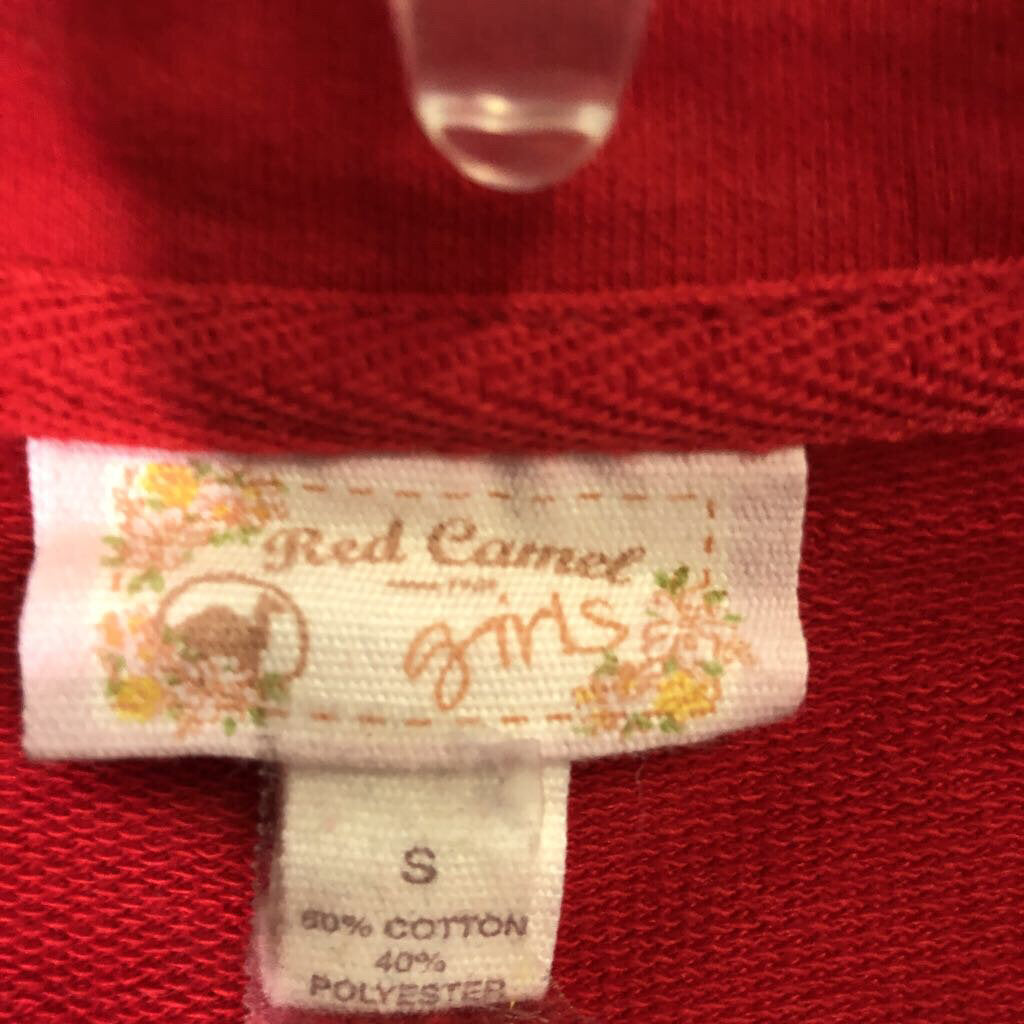 Red Camel
girls
S
60% COTTON
40%
POLYESTER